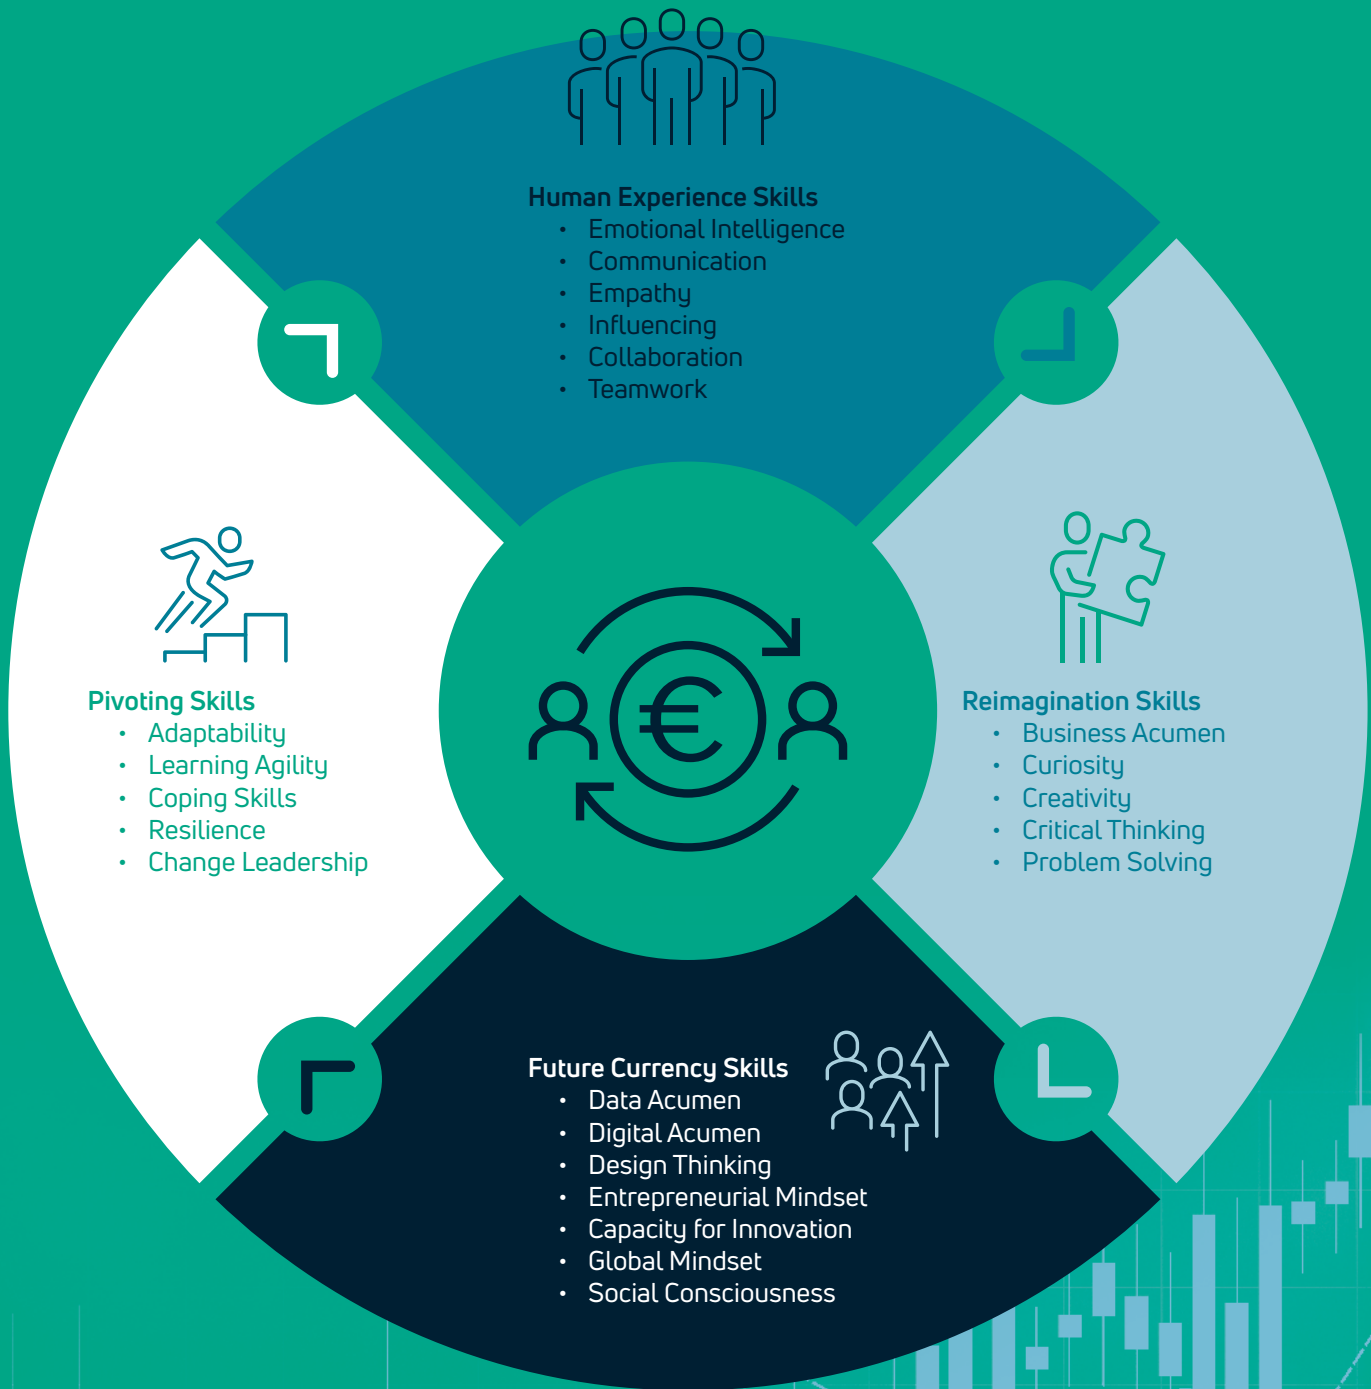 Human Experience Skills
• Emotional Intelligence
• Communication
• Empathy
• Influencing
• Collaboration
• Teamwork
Pivoting Skills
• Adaptability
• Learning Agility
• Coping Skills
• Resilience
• Change Leadership
€
Reimagination Skills
• Business Acumen
• Curiosity
• Creativity
• Critical Thinking
• Problem Solving
Future Currency Skills
• Data Acumen
• Digital Acumen
• Design Thinking
• Entrepreneurial Mindset
• Capacity for Innovation
• Global Mindset
• Social Consciousness